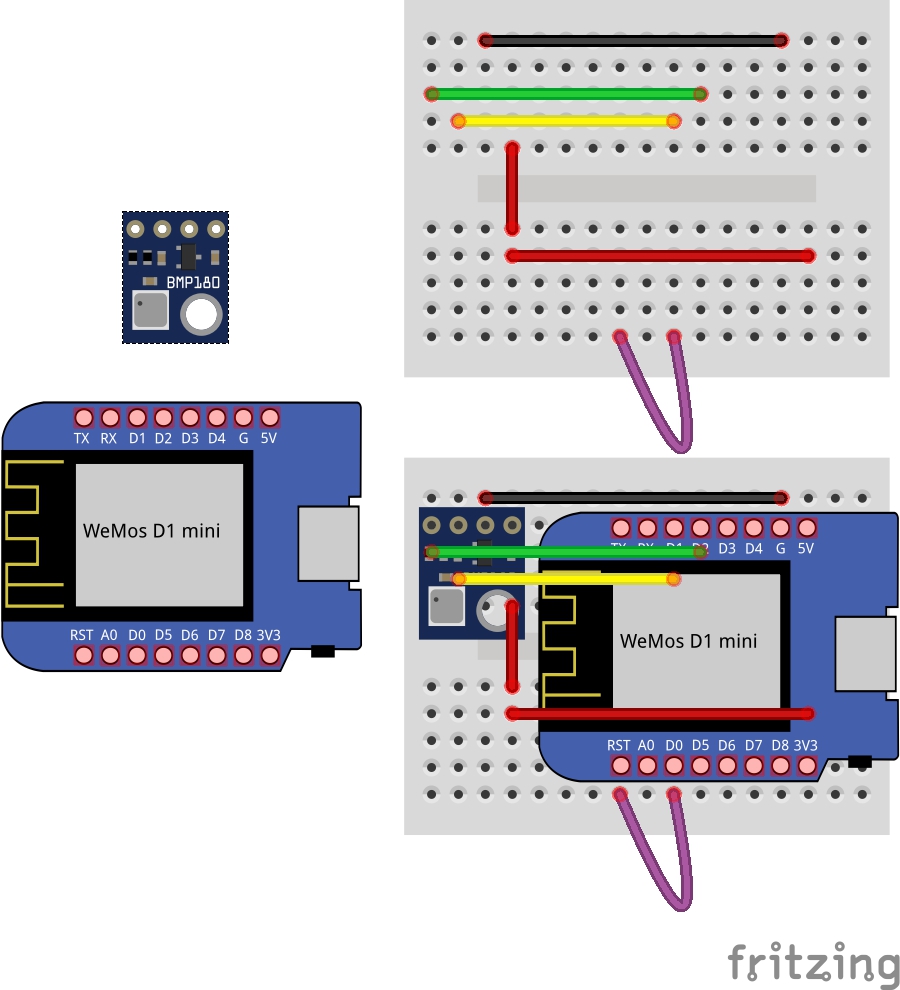 BMP180
TX RX D1 D2 D3 D4 G 5V
WeMos D1 mini
RST A0 D0 D5 D6 D7 D8 3V3
TX RX D1 D2 D3 D4 G 5V
WeMos D1 mini
RST A0 D0 D5 D6 D7 D8 3V3
fritzing